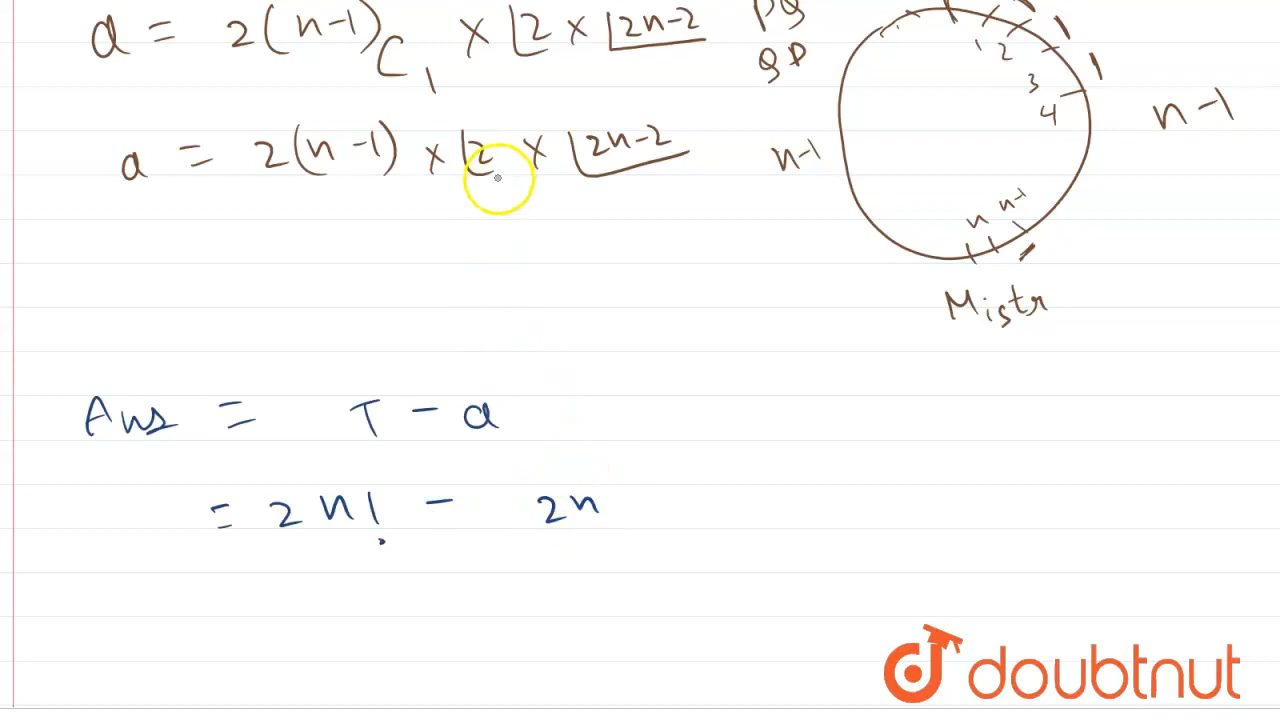 a = 2(n-1)C1 × ⌊2 × ⌊2n-2
PQ
QP
1 2
3
4
n-1
a = 2(n-1) × ⌊2 × ⌊2n-2
n-1
n n-1
Mistr
Ans = T - a
= 2n! - 2n
doubtnut